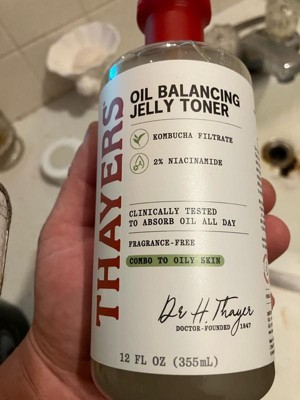 THAYERS
OIL BALANCING
JELLY TONER
KOMBUCHA FILTRATE
2% NIACINAMIDE
CLINICALLY TESTED
TO ABSORB OIL ALL DAY
FRAGRANCE-FREE
COMBO TO OILY SKIN
Dr H. Thayer
DOCTOR-FOUNDED 1847
12 FL OZ (355mL)